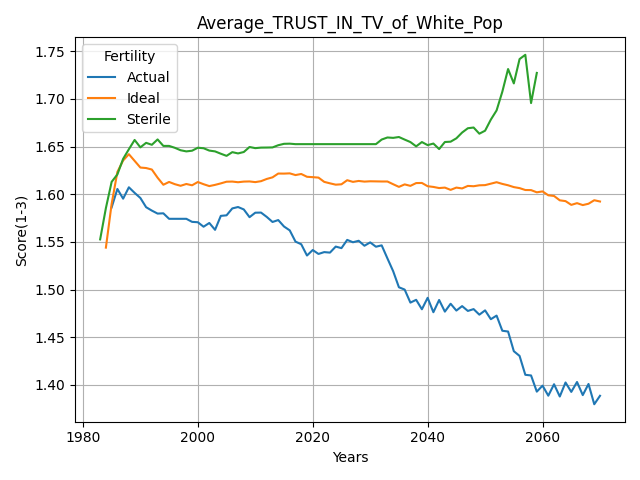 Average_TRUST_IN_TV_of_White_Pop
Fertility
Actual
Ideal
Sterile
Score(1-3)
1.75
1.70
1.65
1.60
1.55
1.50
1.45
1.40
1980
2000
2020
2040
2060
Years